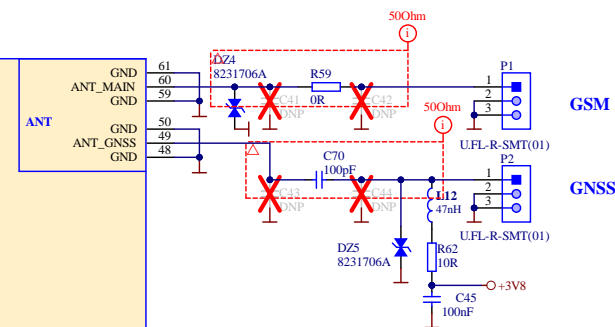 50Ohm
i
DZ4
8231706A
R59
0R
C41
DNP
C42
DNP
P1
1
2
3
U.FL-R-SMT(01)
GSM
GND
61
ANT_MAIN
60
GND
59
ANT
GND
50
ANT_GNSS
49
GND
48
50Ohm
i
C70
100pF
C43
DNP
C44
DNP
L12
47nH
P2
1
2
3
U.FL-R-SMT(01)
GNSS
DZ5
8231706A
R62
10R
+3V8
C45
100nF